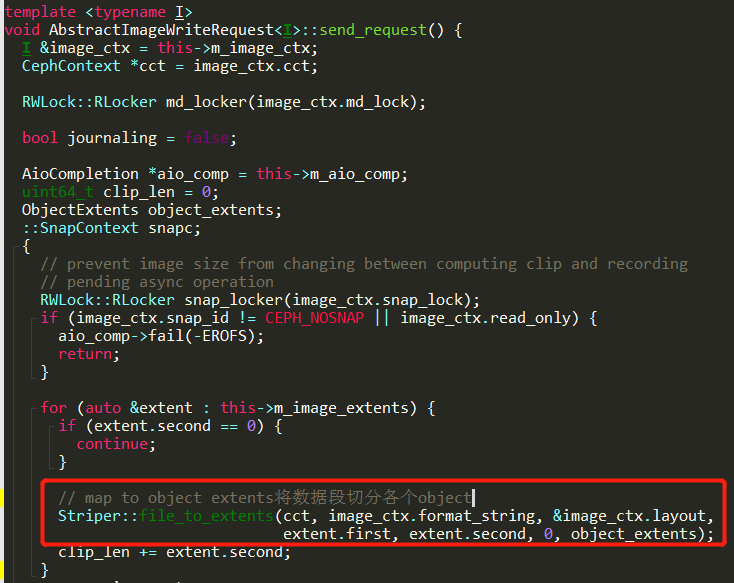 template <typename I>
void AbstractImageWriteRequest<I>::send_request() {
  I &image_ctx = this->m_image_ctx;
  CephContext *cct = image_ctx.cct;

  RWLock::RLocker md_locker(image_ctx.md_lock);

  bool journaling = false;

  AioCompletion *aio_comp = this->m_aio_comp;
  uint64_t clip_len = 0;
  ObjectExtents object_extents;
  ::SnapContext snapc;
  {
    // prevent image size from changing between computing clip and recording
    // pending async operation
    RWLock::RLocker snap_locker(image_ctx.snap_lock);
    if (image_ctx.snap_id != CEPH_NOSNAP || image_ctx.read_only) {
      aio_comp->fail(-EROFS);
      return;
    }

    for (auto &extent : this->m_image_extents) {
      if (extent.second == 0) {
        continue;
      }

      // map to object extents将数据段切分各个object
      Striper::file_to_extents(cct, image_ctx.format_string, &image_ctx.layout,
                               extent.first, extent.second, 0, object_extents);
      clip_len += extent.second;
    }